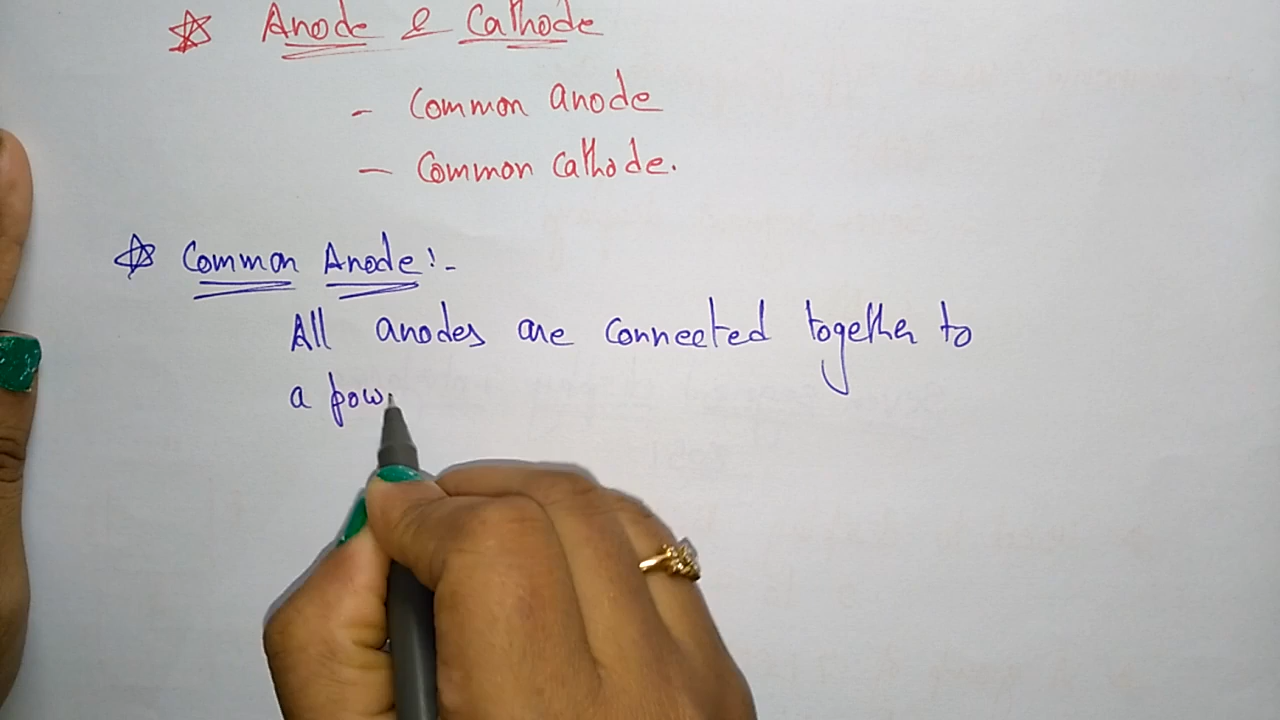 ☆ Anode & Cathode
- Common anode
- Common Cathode.
☆ Common Anode:-
All anodes are connected together to
a pow